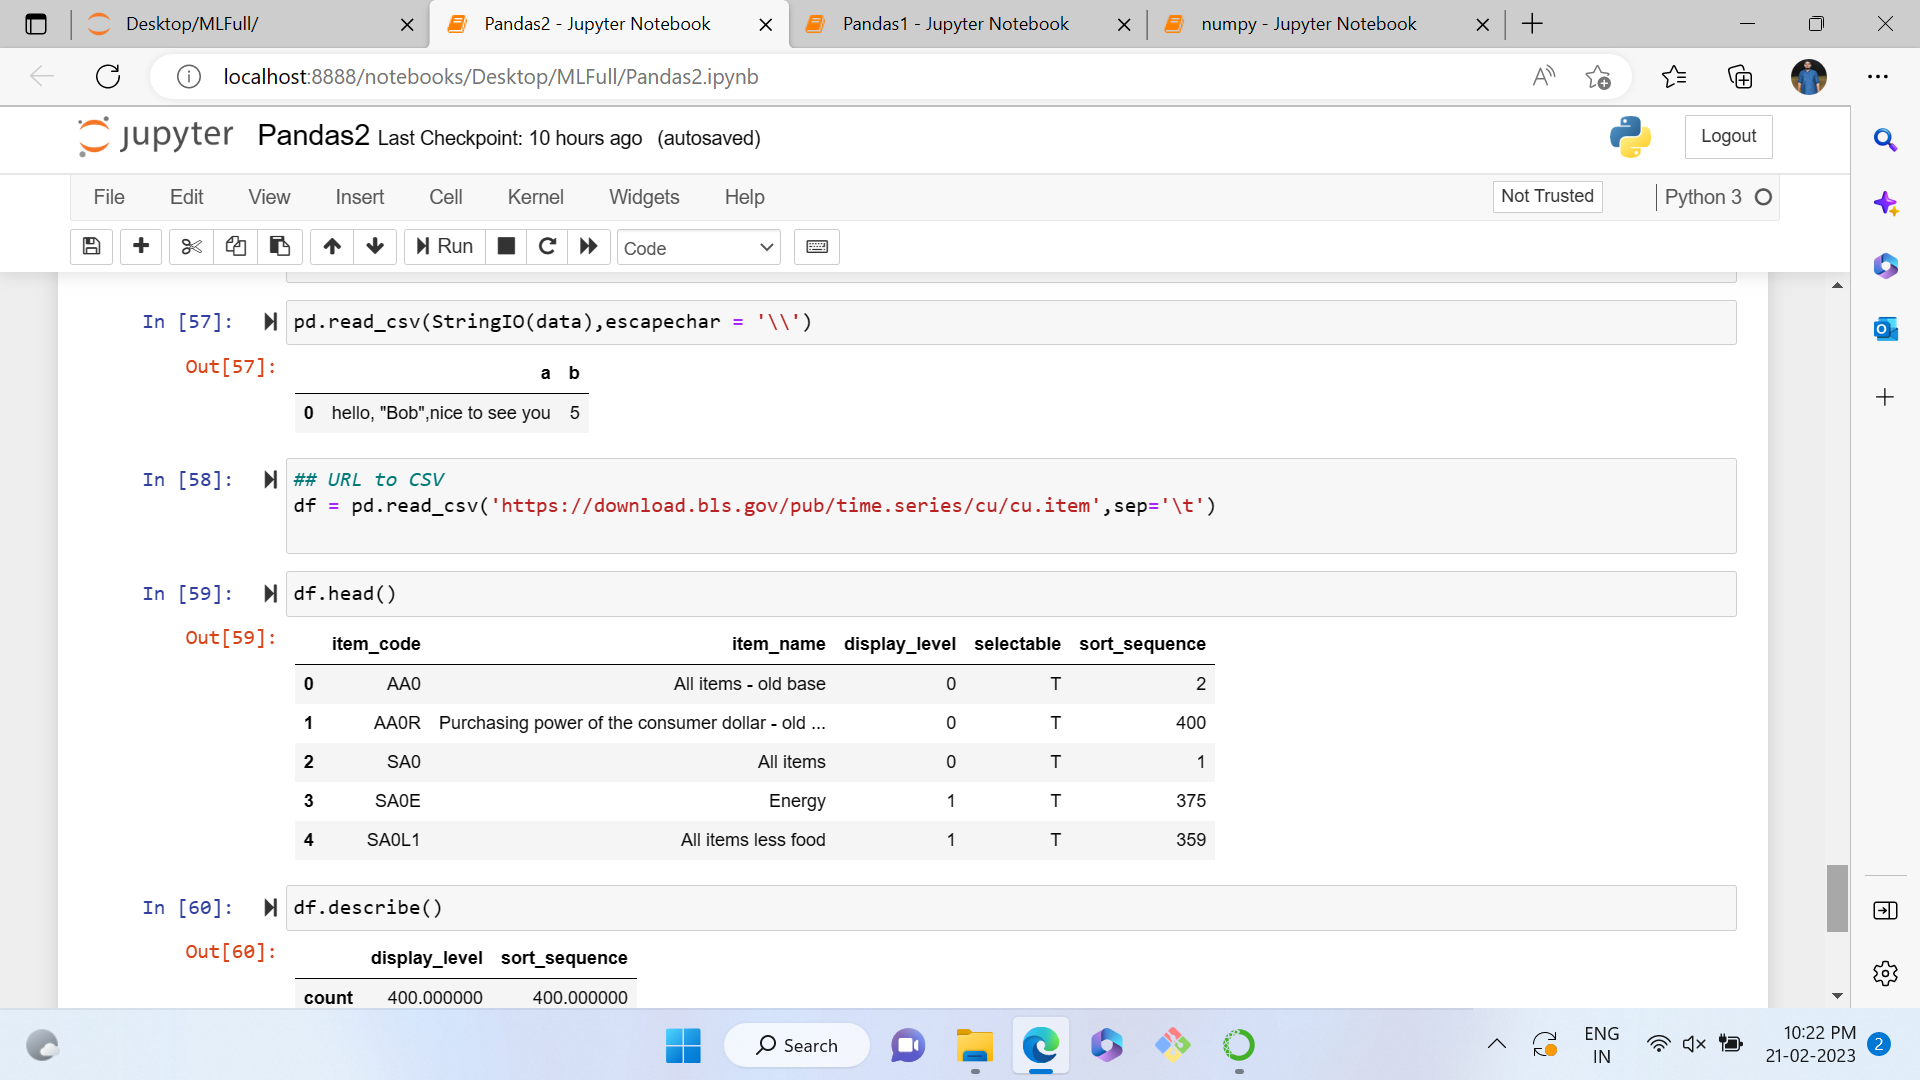 Desktop/MLFull/
Pandas2 - Jupyter Notebook
Pandas1 - Jupyter Notebook
numpy - Jupyter Notebook
localhost:8888/notebooks/Desktop/MLFull/Pandas2.ipynb
jupyter Pandas2 Last Checkpoint: 10 hours ago (autosaved)
Logout
File Edit View Insert Cell Kernel Widgets Help
Not Trusted
Python 3
Run
Code
In [57]: pd.read_csv(StringIO(data),escapechar = '\\')
Out[57]:
a b
0 hello, "Bob",nice to see you 5
In [58]: ## URL to CSV
df = pd.read_csv('https://download.bls.gov/pub/time.series/cu/cu.item',sep='\t')
In [59]: df.head()
Out[59]:
item_code item_name display_level selectable sort_sequence
0 AA0 All items - old base 0 T 2
1 AA0R Purchasing power of the consumer dollar - old ... 0 T 400
2 SA0 All items 0 T 1
3 SA0E Energy 1 T 375
4 SA0L1 All items less food 1 T 359
In [60]: df.describe()
Out[60]:
display_level sort_sequence
count 400.000000 400.000000
Search
ENG
IN
10:22 PM
21-02-2023
2